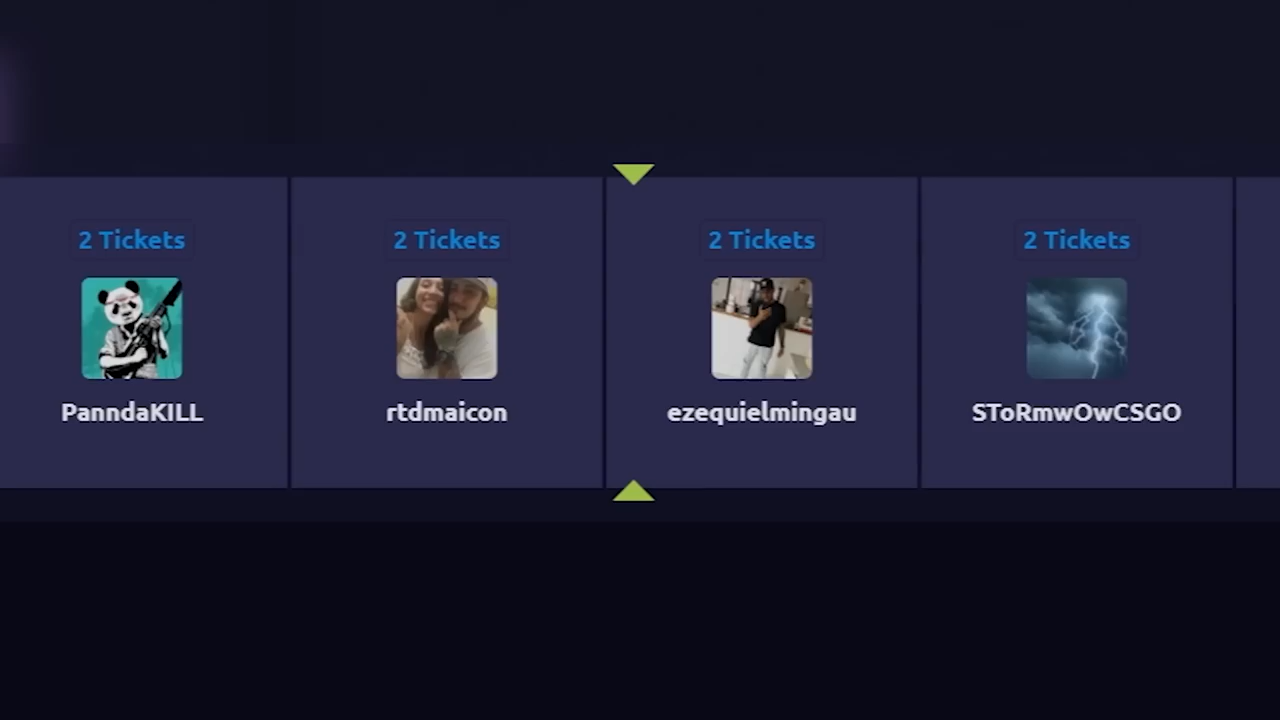 2 Tickets
PanndaKILL
2 Tickets
rtdmaicon
2 Tickets
ezequielmingau
2 Tickets
SToRmwOwCSGO